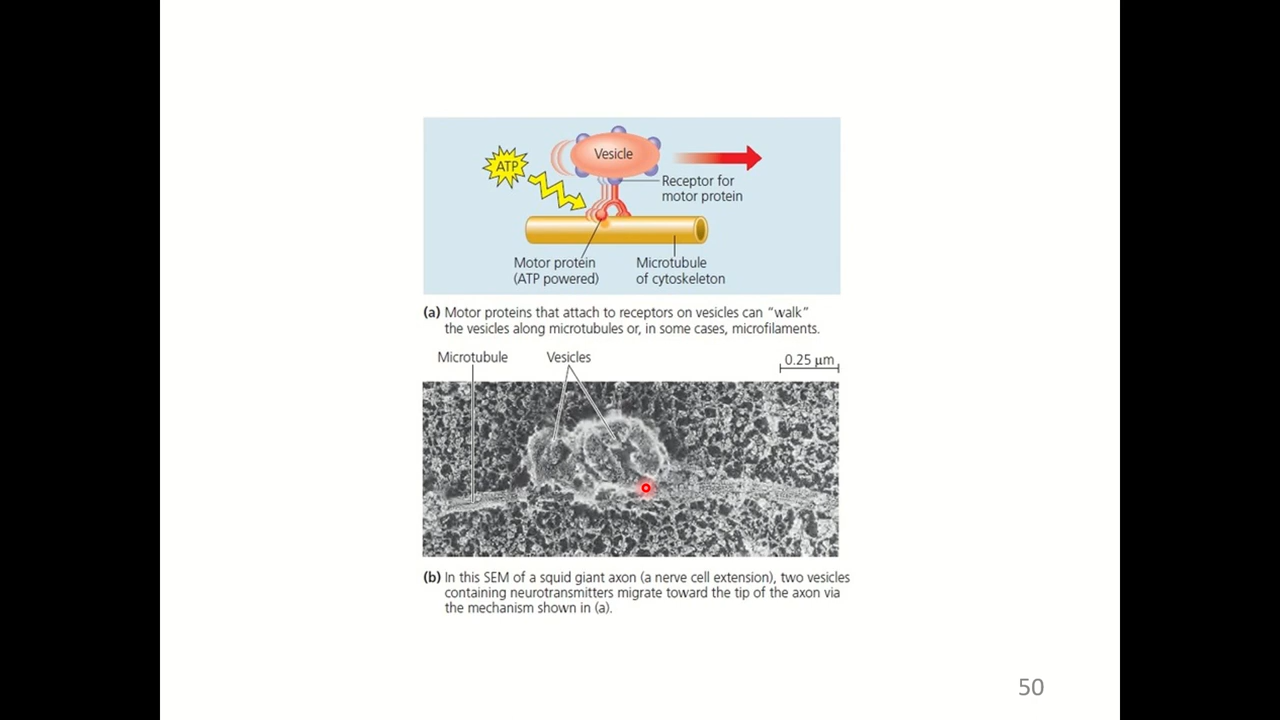 Vesicle
ATP
Receptor for
motor protein
Motor protein
(ATP powered)
Microtubule
of cytoskeleton
(a) Motor proteins that attach to receptors on vesicles can “walk”
the vesicles along microtubules or, in some cases, microfilaments.
Microtubule
Vesicles
0.25 µm
(b) In this SEM of a squid giant axon (a nerve cell extension), two vesicles
containing neurotransmitters migrate toward the tip of the axon via
the mechanism shown in (a).
50